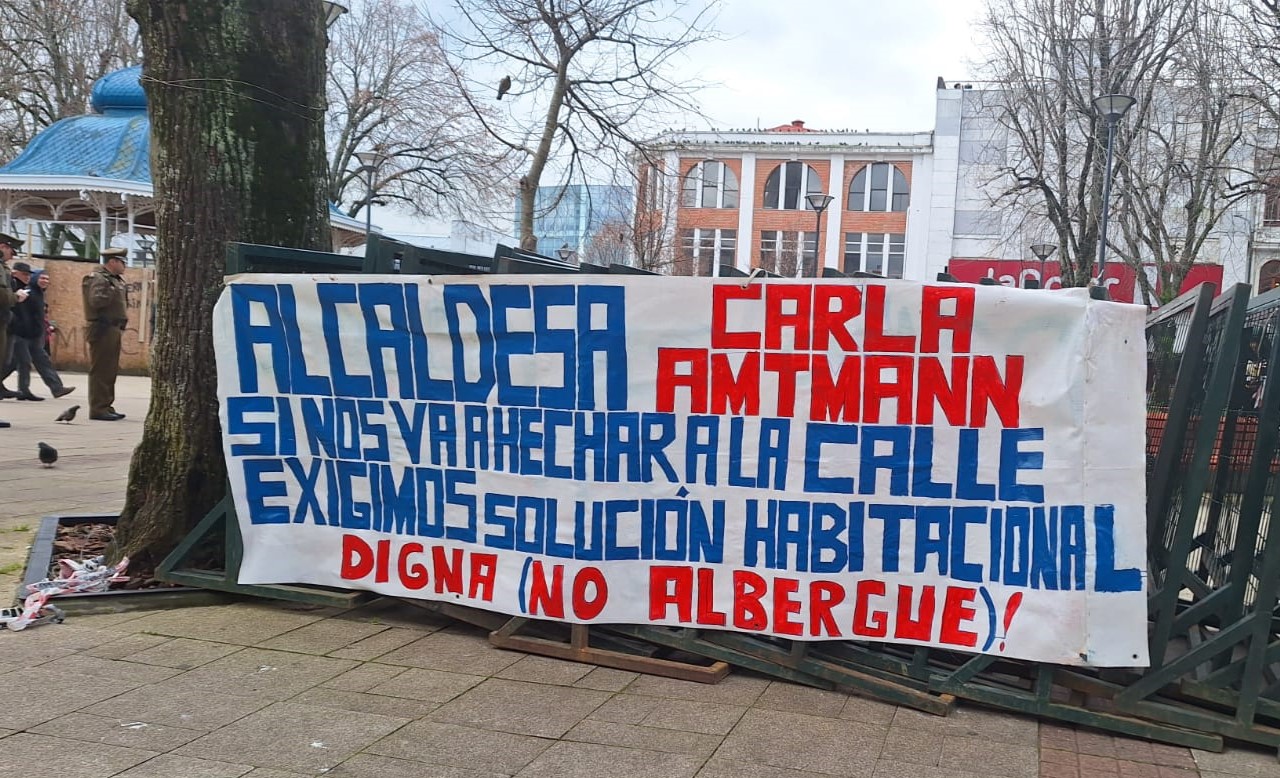 ALCALDESA CARLA AMTMANN
SI NOS VA A HECHAR A LA CALLE
EXIGIMOS SOLUCIÓN HABITACIONAL
DIGNA (NO ALBERGUE)!